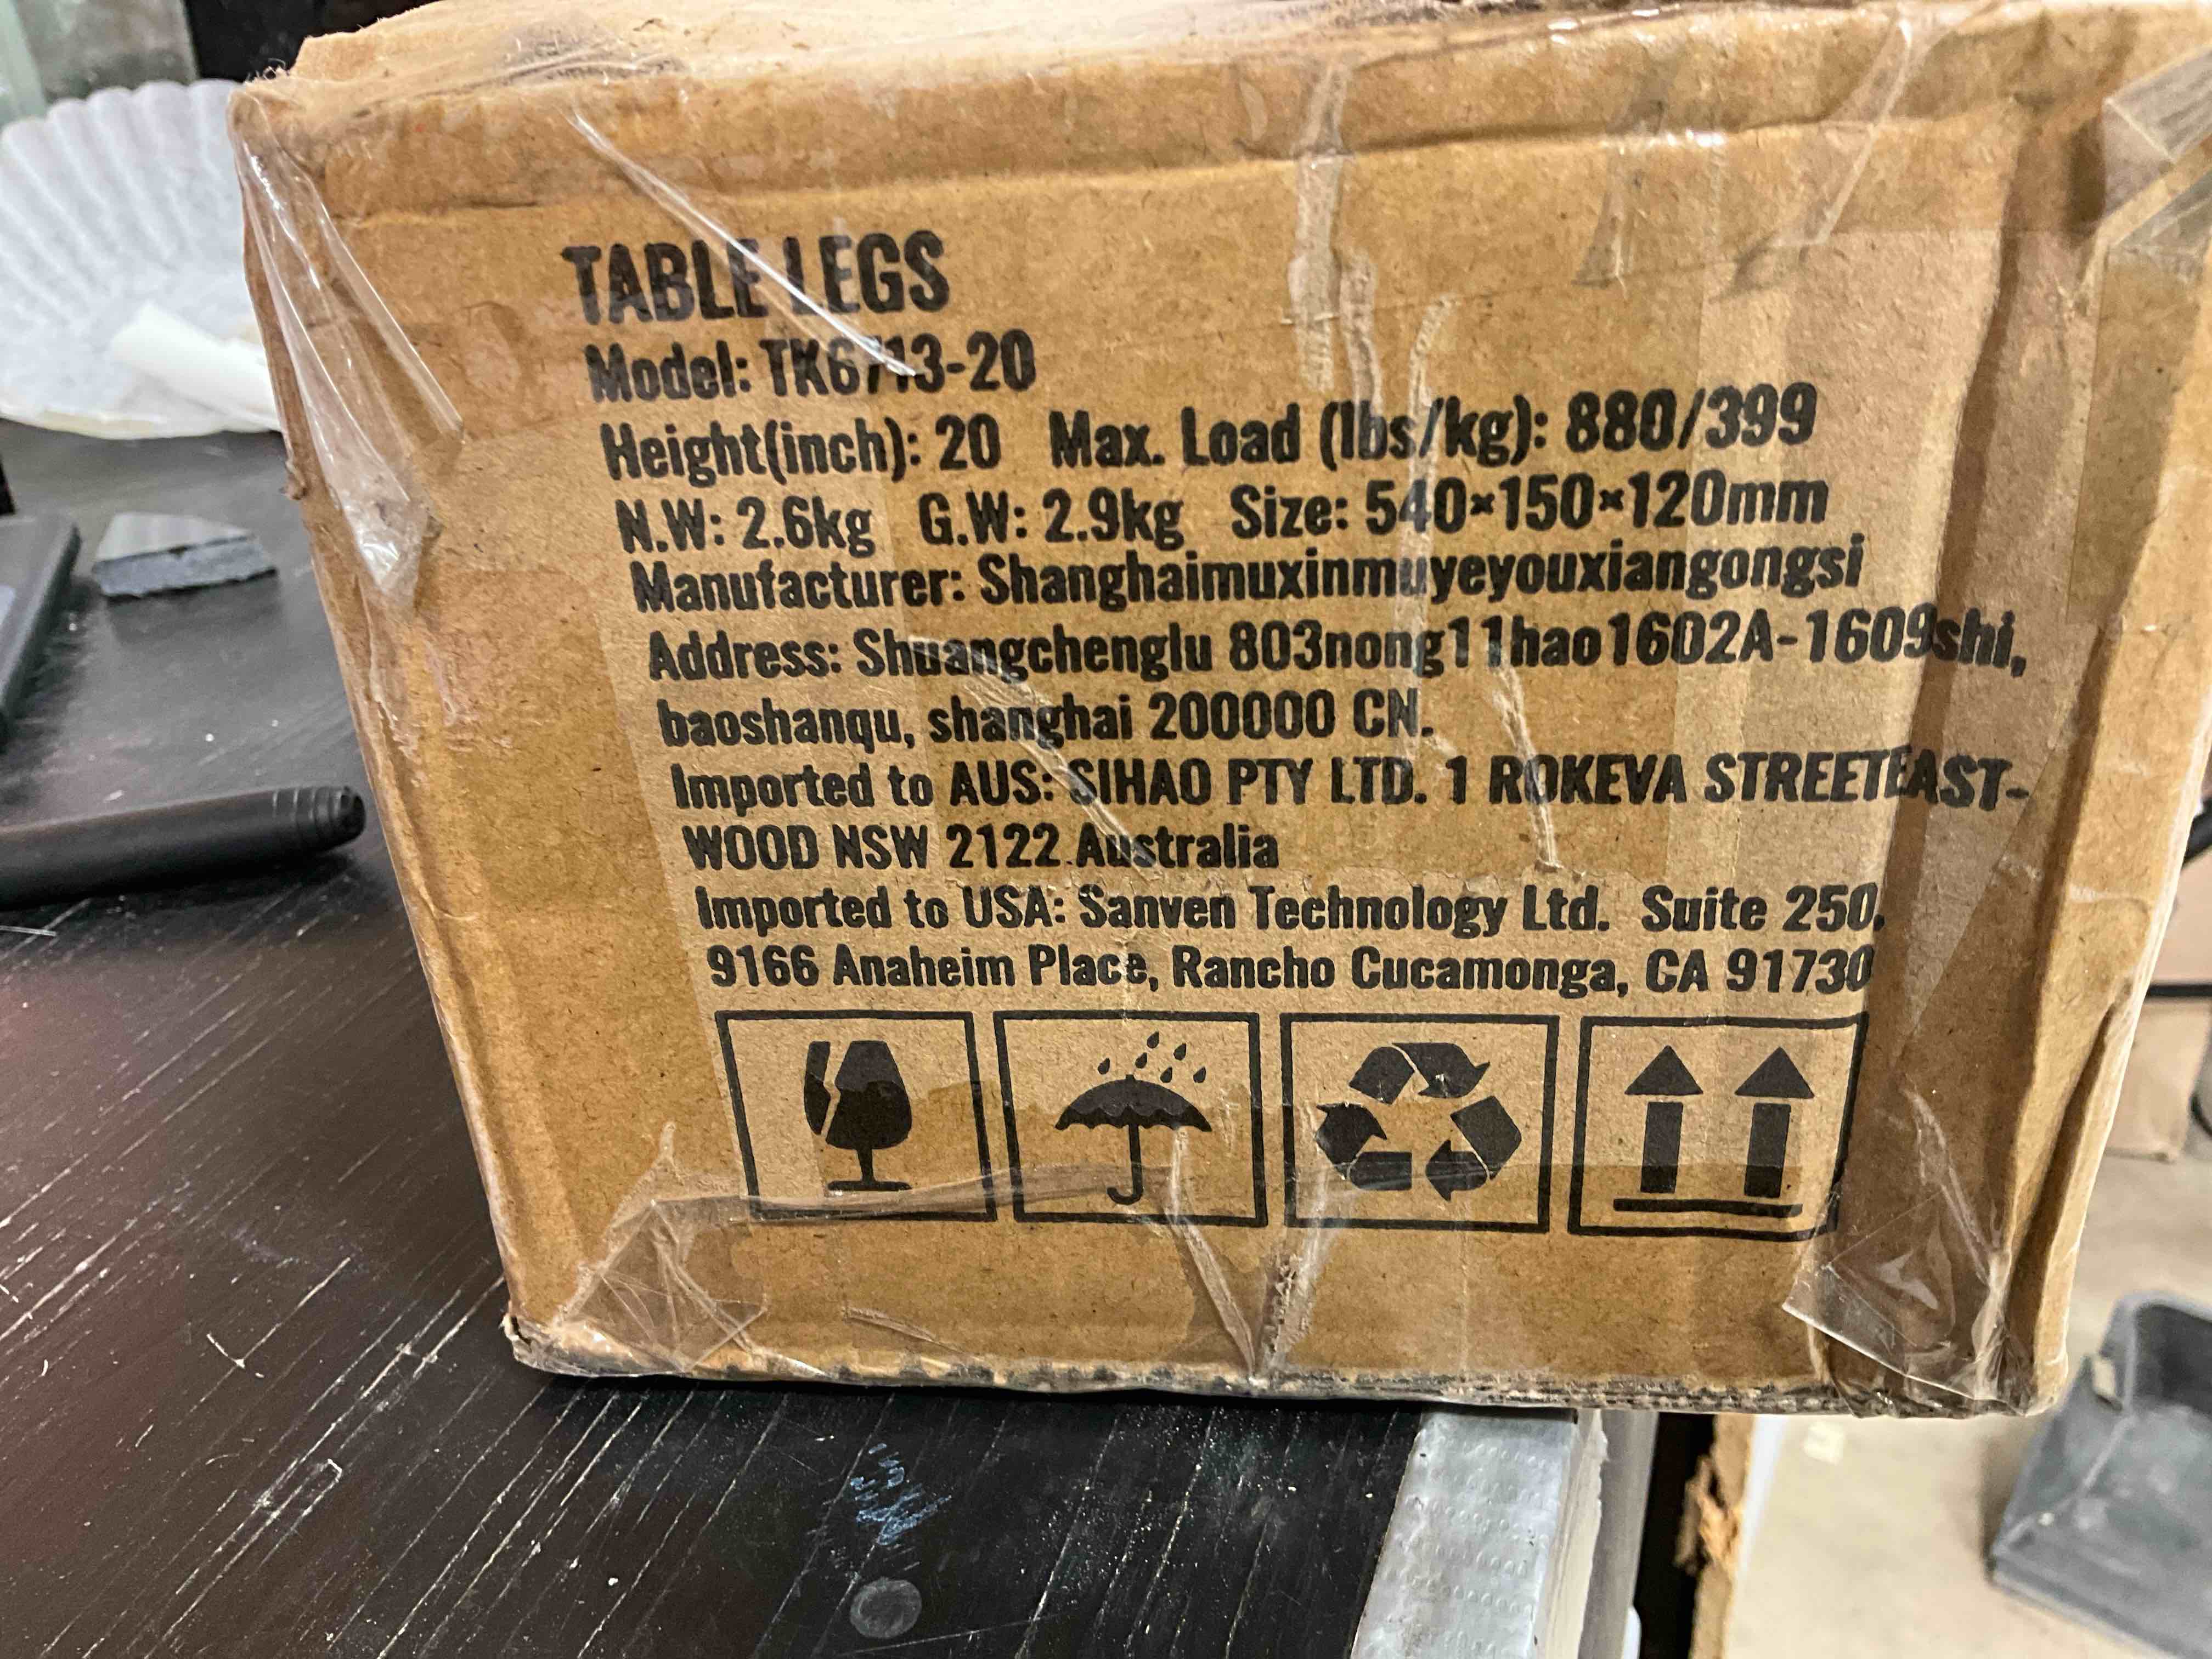 TABLE LEGS
Model: TK6713-20
Height(inch): 20 Max. Load (lbs/kg): 880/399
N.W: 2.6kg G.W: 2.9kg Size: 540×150×120mm
Manufacturer: Shanghaimuxinmuyeyouxiangongsi
Address: Shuangchenglu 803nong11hao1602A-1609shi,
baoshanqu, shanghai 200000 CN.
Imported to AUS: SIHAO PTY LTD. 1 ROKEVA STREETEAST-
WOOD NSW 2122 Australia
Imported to USA: Sanven Technology Ltd. Suite 250,
9166 Anaheim Place, Rancho Cucamonga, CA 91730